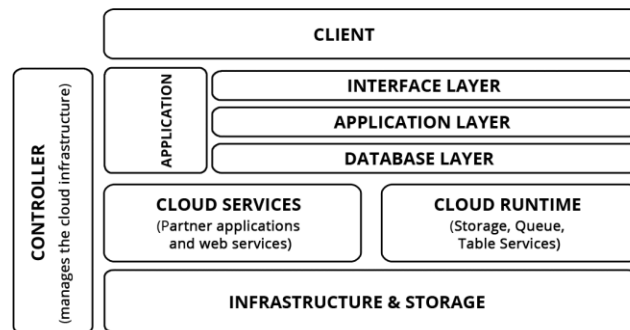 CLIENT
CONTROLLER
(manages the cloud infrastructure)
APPLICATION
INTERFACE LAYER
APPLICATION LAYER
DATABASE LAYER
CLOUD SERVICES
(Partner applications
and web services)
CLOUD RUNTIME
(Storage, Queue,
Table Services)
INFRASTRUCTURE & STORAGE